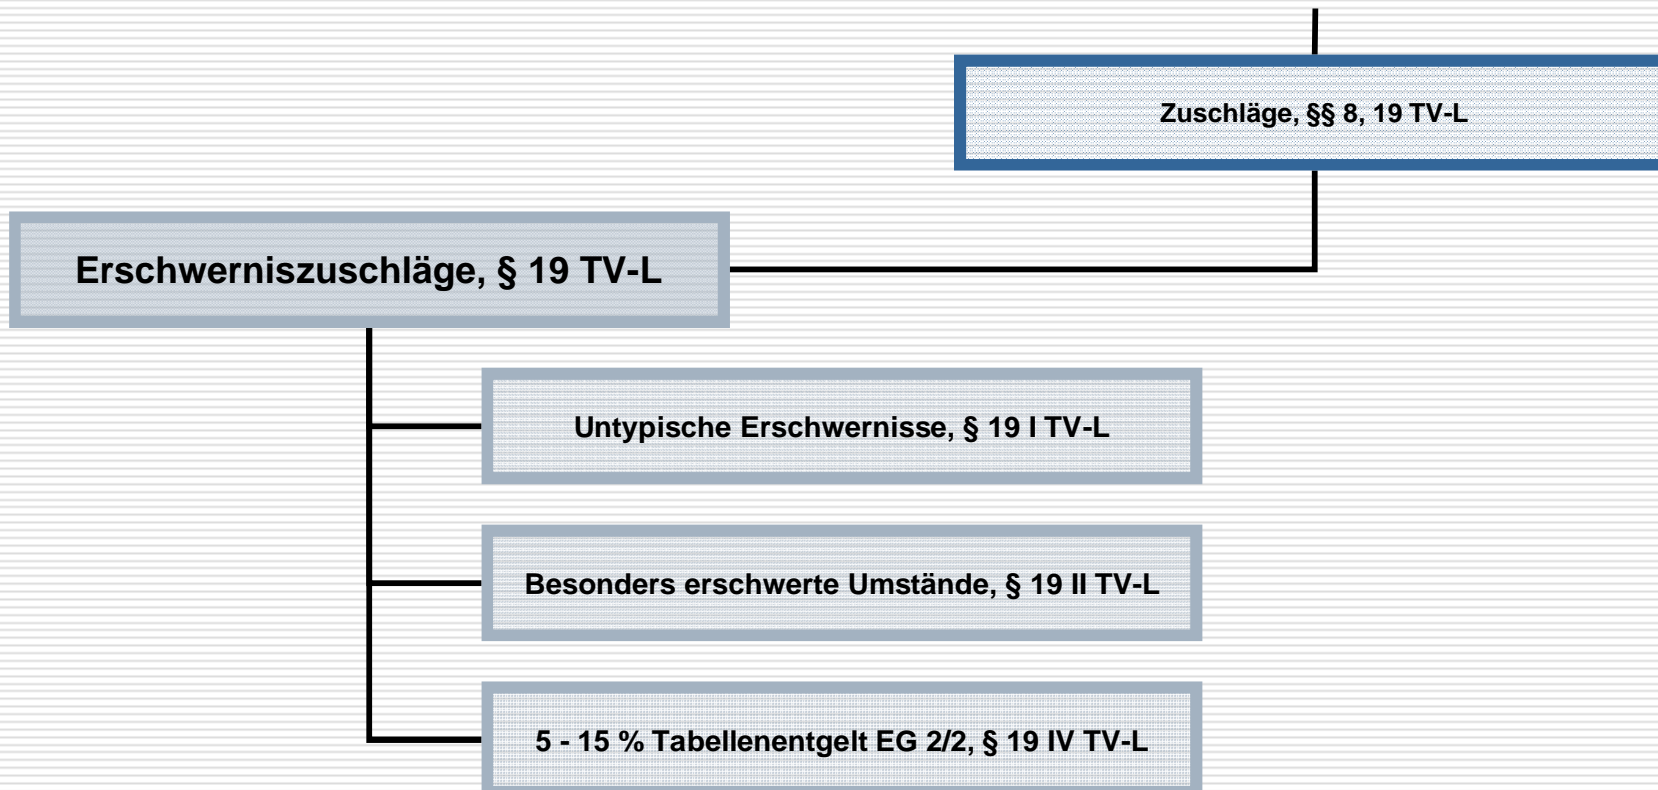 Zuschläge, §§ 8, 19 TV-L
Erschwerniszuschläge, § 19 TV-L
Untypische Erschwernisse, § 19 I TV-L
Besonders erschwerte Umstände, § 19 II TV-L
5 - 15 % Tabellenentgelt EG 2/2, § 19 IV TV-L